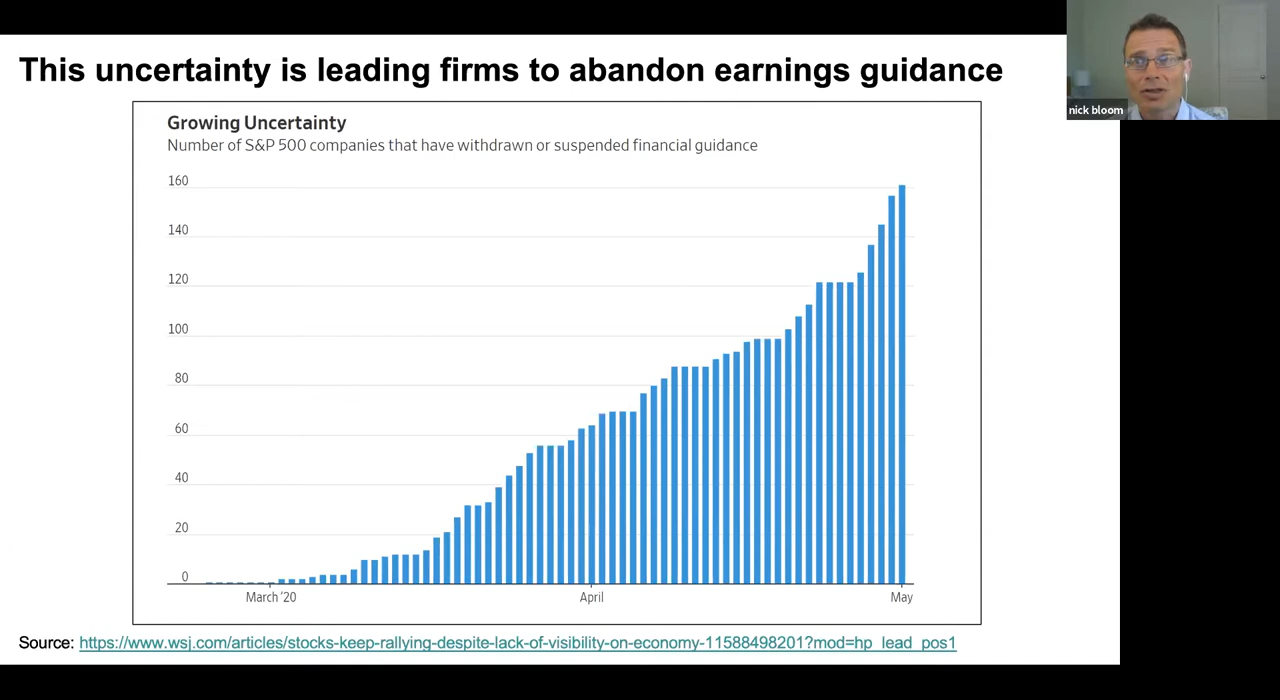 This uncertainty is leading firms to abandon earnings guidance
nick bloom
Growing Uncertainty
Number of S&P 500 companies that have withdrawn or suspended financial guidance
160
140
120
100
80
60
40
20
0
March '20 April May
Source: https://www.wsj.com/articles/stocks-keep-rallying-despite-lack-of-visibility-on-economy-11588498201?mod=hp_lead_pos1